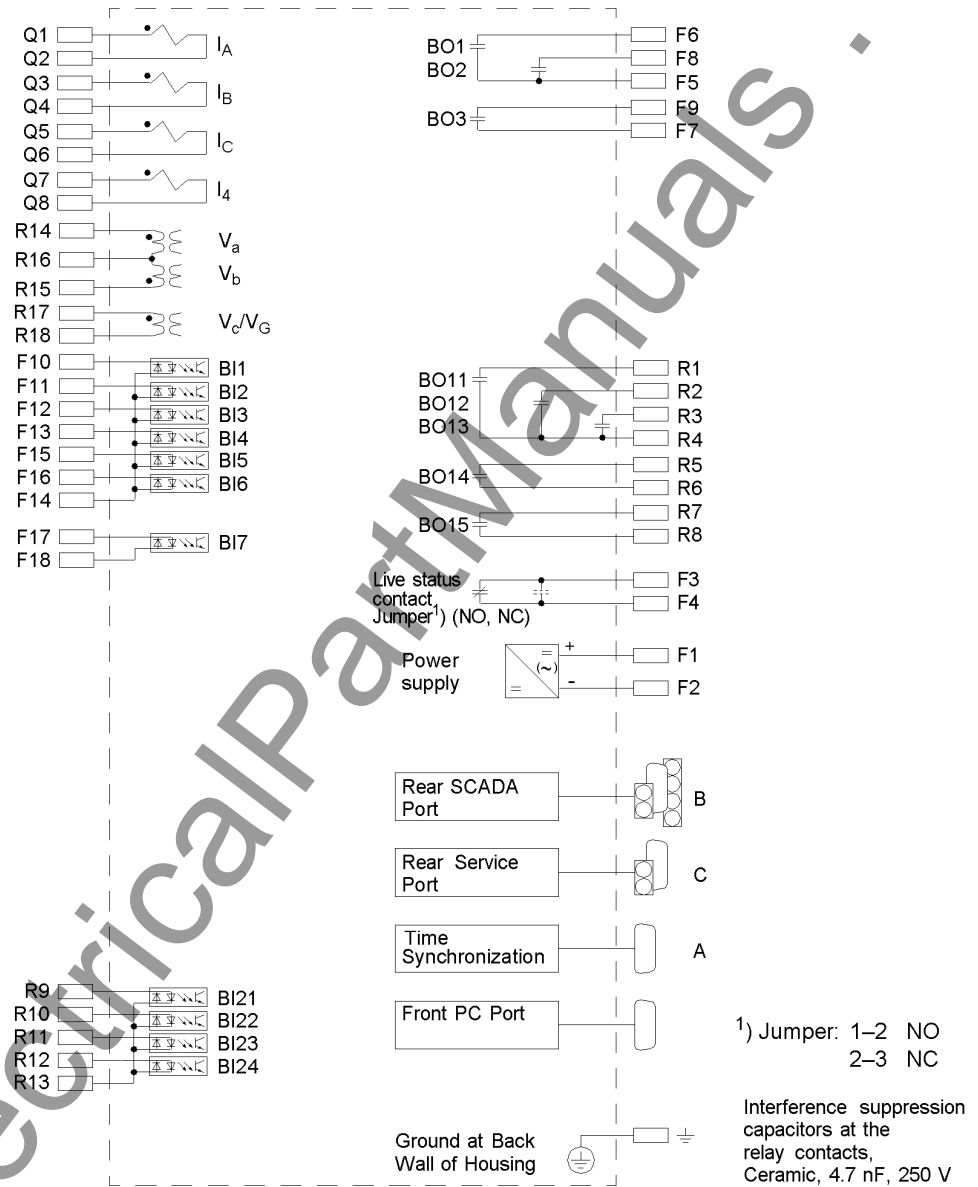 Q1
Q2
I_A
Q3
Q4
I_B
Q5
Q6
I_C
Q7
Q8
I_4
R14
R16
V_a
R15
V_b
R17
R18
V_c/V_G
F10
BI1
F11
BI2
F12
BI3
F13
BI4
F15
BI5
F16
BI6
F14
F17
BI7
F18
R9
BI21
R10
BI22
R11
BI23
R12
BI24
R13
BO1
F6
BO2
F8
F5
BO3
F9
F7
BO11
R1
BO12
R2
BO13
R3
R4
BO14
R5
R6
BO15
R7
R8
Live status
contact
Jumper¹) (NO, NC)
F3
F4
Power
supply
= (~) =
+
F1
-
F2
Rear SCADA
Port
B
Rear Service
Port
C
Time
Synchronization
A
Front PC Port
Ground at Back
Wall of Housing
¹) Jumper: 1–2 NO
2–3 NC
Interference suppression
capacitors at the
relay contacts,
Ceramic, 4.7 nF, 250 V
ectricalPartManuals .